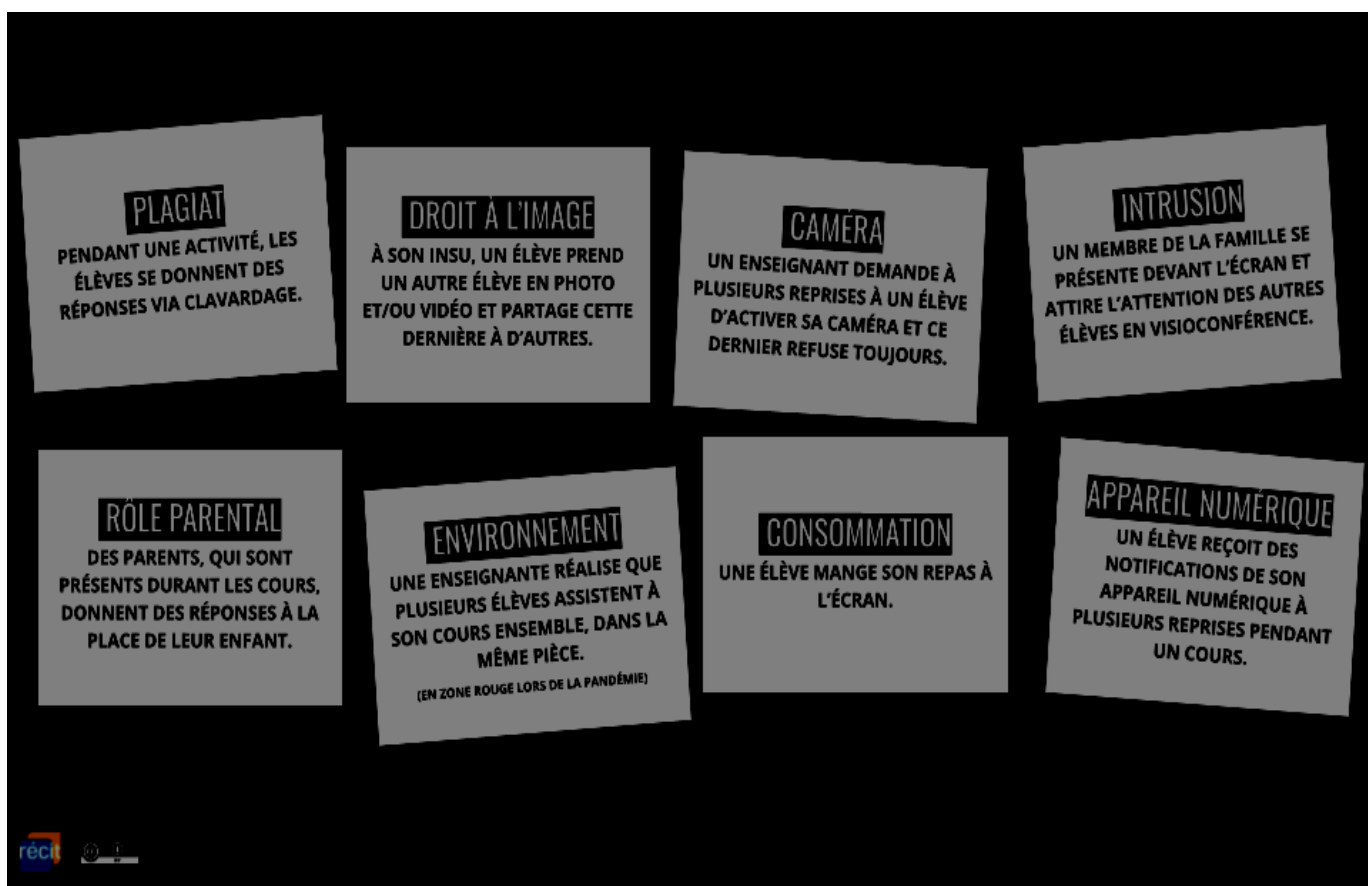 PLAGIAT
PENDANT UNE ACTIVITÉ, LES
ÉLÈVES SE DONNENT DES
RÉPONSES VIA CLAVARDAGE.
DROIT À L'IMAGE
À SON INSU, UN ÉLÈVE PREND
UN AUTRE ÉLÈVE EN PHOTO
ET/OU VIDÉO ET PARTAGE CETTE
DERNIÈRE À D'AUTRES.
CAMÉRA
UN ENSEIGNANT DEMANDE À
PLUSIEURS REPRISES À UN ÉLÈVE
D'ACTIVER SA CAMÉRA ET CE
DERNIER REFUSE TOUJOURS.
INTRUSION
UN MEMBRE DE LA FAMILLE SE
PRÉSENTE DEVANT L'ÉCRAN ET
ATTIRE L'ATTENTION DES AUTRES
ÉLÈVES EN VISIOCONFÉRENCE.
RÔLE PARENTAL
DES PARENTS, QUI SONT
PRÉSENTS DURANT LES COURS,
DONNENT DES RÉPONSES À LA
PLACE DE LEUR ENFANT.
ENVIRONNEMENT
UNE ENSEIGNANTE RÉALISE QUE
PLUSIEURS ÉLÈVES ASSISTENT À
SON COURS ENSEMBLE, DANS LA
MÊME PIÈCE.
(EN ZONE ROUGE LORS DE LA PANDÉMIE)
CONSOMMATION
UNE ÉLÈVE MANGE SON REPAS À
L'ÉCRAN.
APPAREIL NUMÉRIQUE
UN ÉLÈVE REÇOIT DES
NOTIFICATIONS DE SON
APPAREIL NUMÉRIQUE À
PLUSIEURS REPRISES PENDANT
UN COURS.
récit